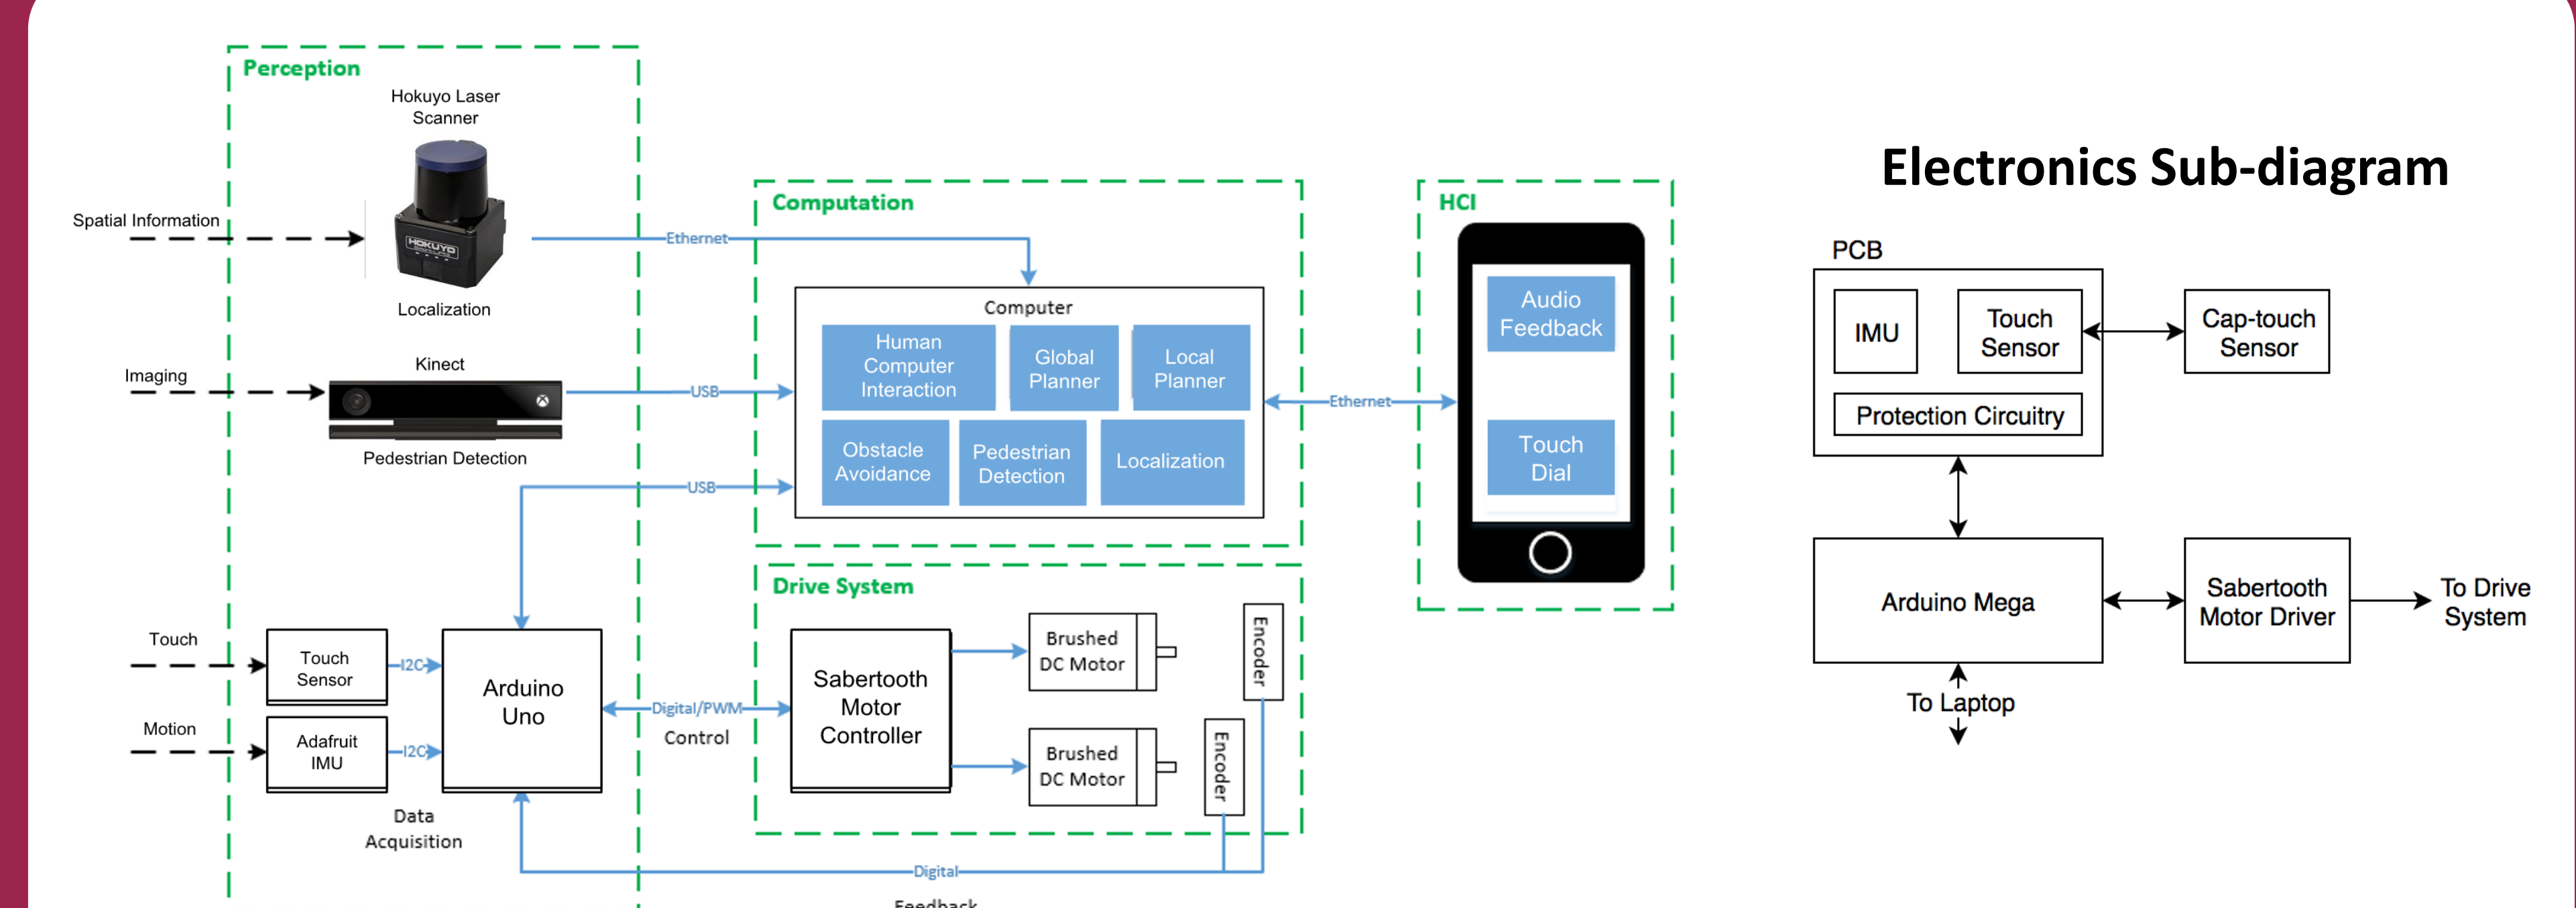 Perception
Hokuyo Laser
Scanner
Spatial Information
HOKUYO
Localization
Ethernet
Imaging
Kinect
Pedestrian Detection
USB
USB
Touch
Touch
Sensor
I2C
Motion
Adafruit
IMU
I2C
Arduino
Uno
Data
Acquisition
Digital/PWM
Control
Computation
Computer
Human
Computer
Interaction
Global
Planner
Local
Planner
Obstacle
Avoidance
Pedestrian
Detection
Localization
Ethernet
Drive System
Sabertooth
Motor
Controller
Brushed
DC Motor
Brushed
DC Motor
Encoder
Encoder
Digital
Feedback
HCI
Audio
Feedback
Touch
Dial
Electronics Sub-diagram
PCB
IMU
Touch
Sensor
Cap-touch
Sensor
Protection Circuitry
Arduino Mega
Sabertooth
Motor Driver
To Drive
System
To Laptop